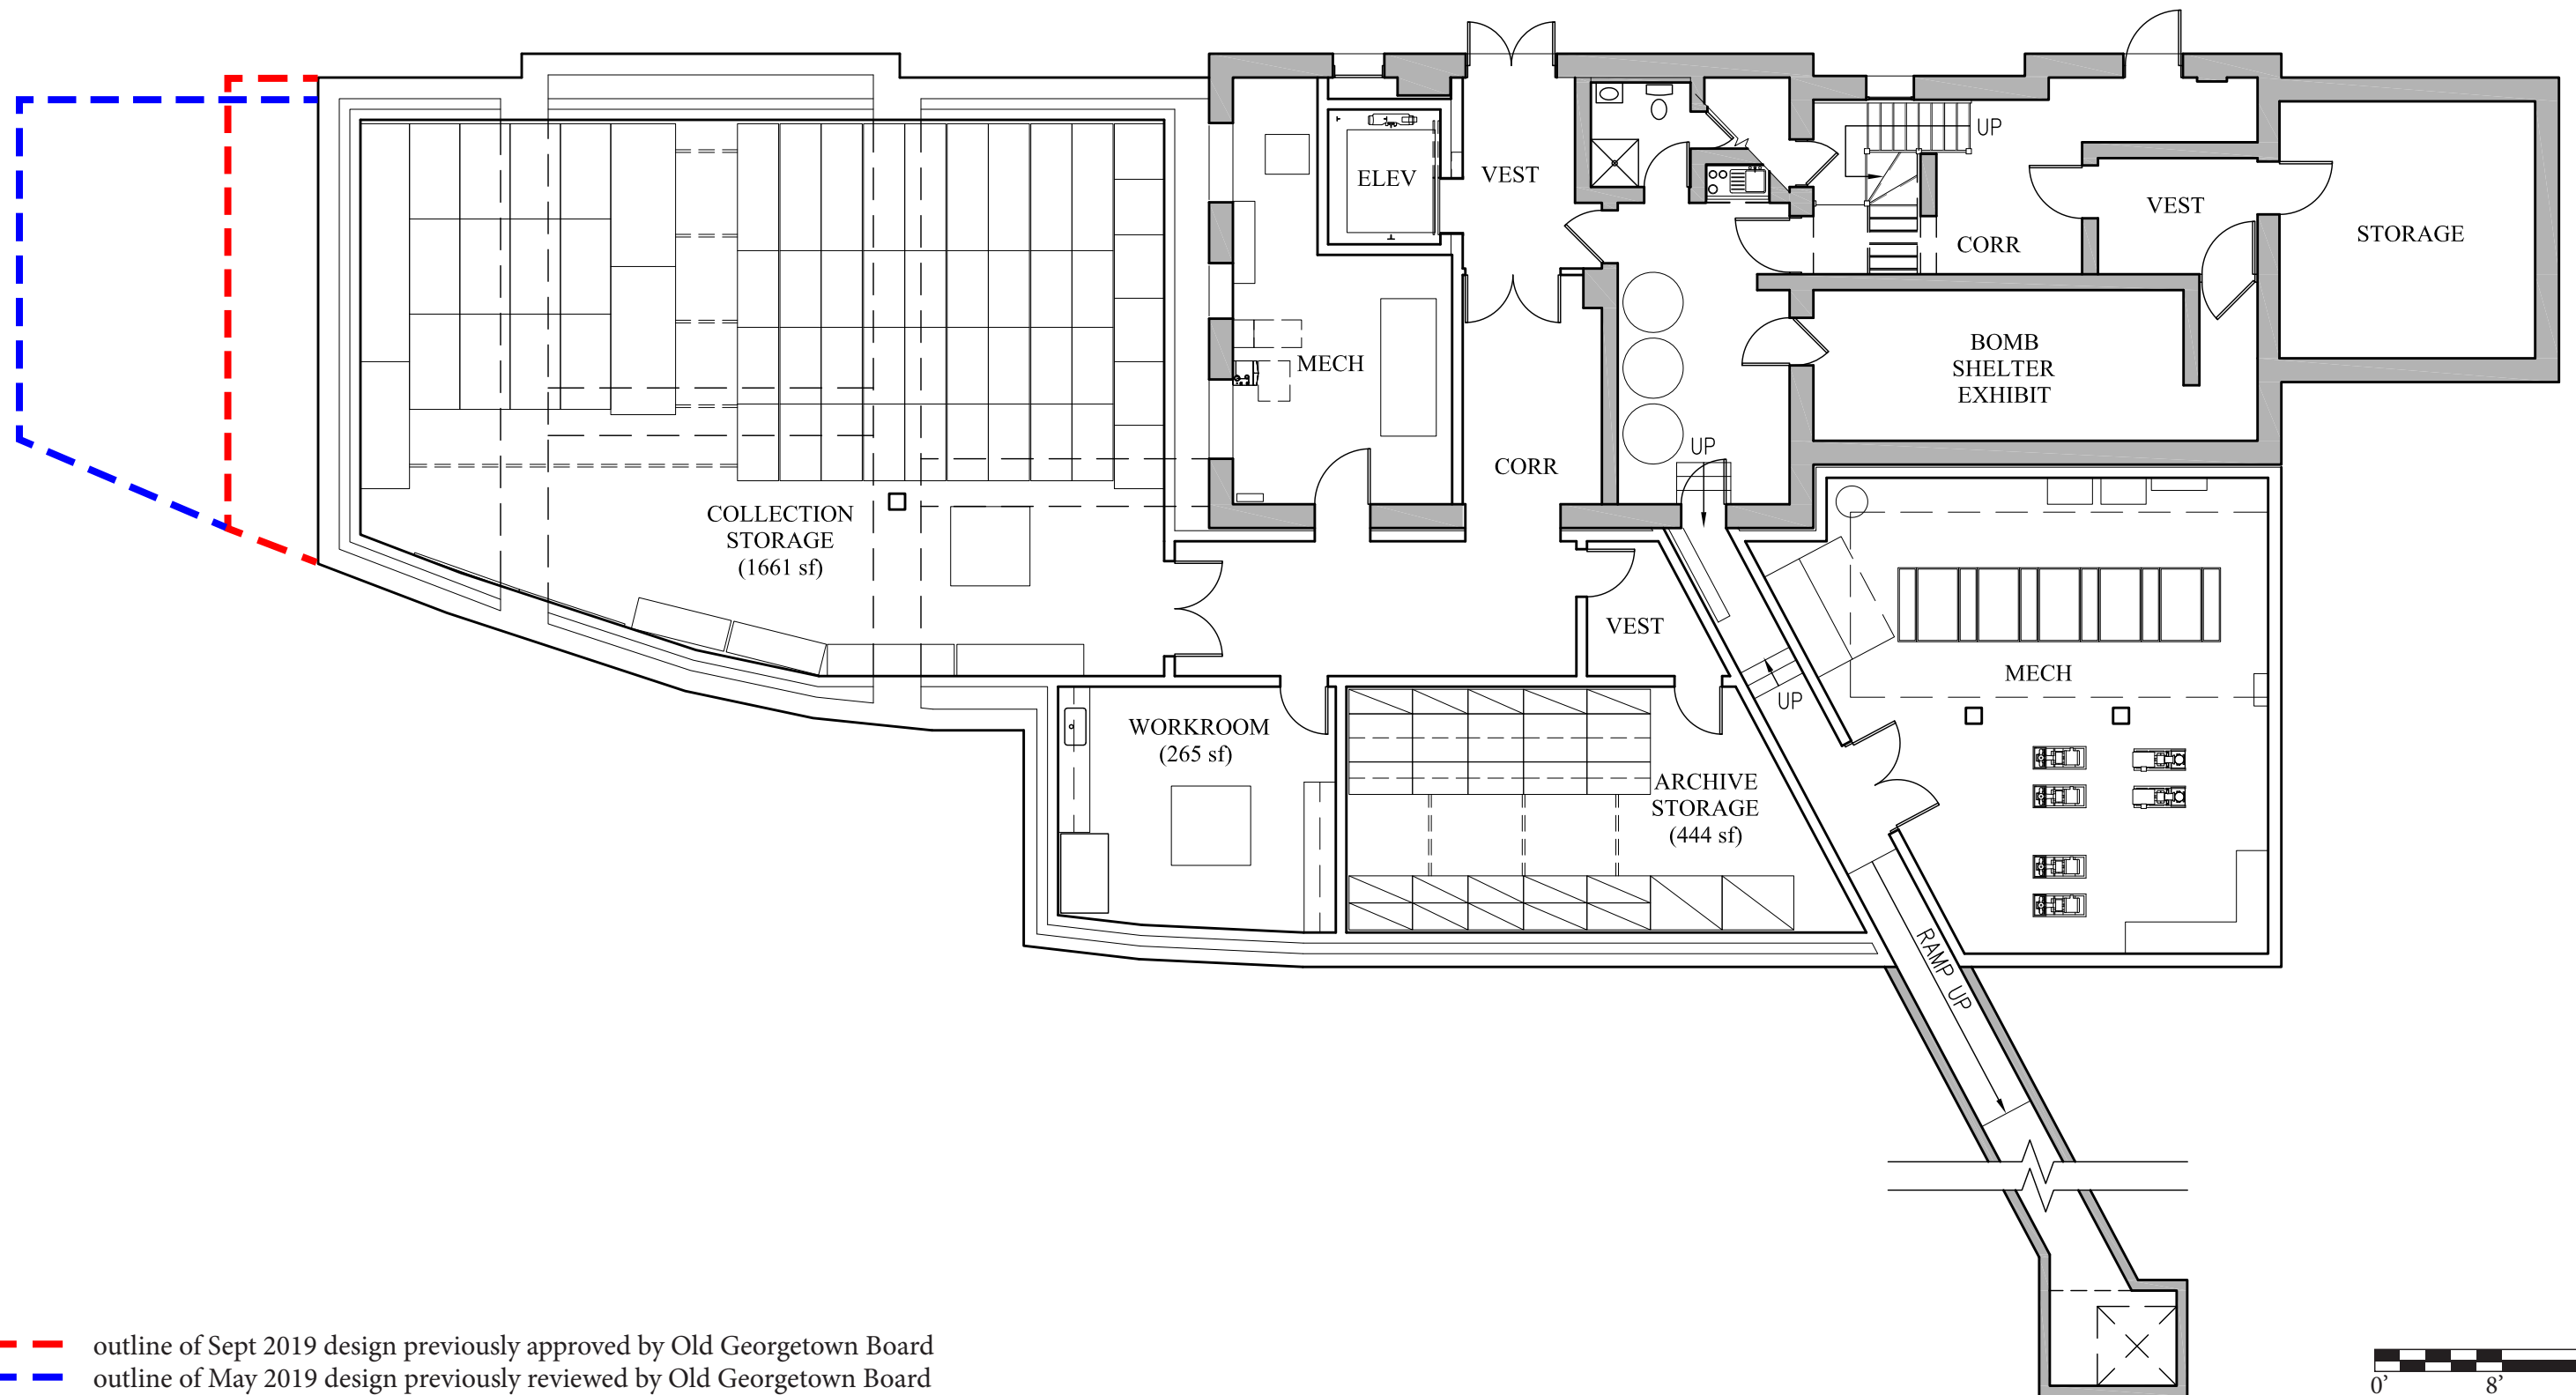 UP
ELEV
VEST
VEST
CORR
STORAGE
MECH
BOMB
SHELTER
EXHIBIT
UP
CORR
COLLECTION
STORAGE
(1661 sf)
VEST
MECH
UP
WORKROOM
(265 sf)
ARCHIVE
STORAGE
(444 sf)
RAMP UP
outline of Sept 2019 design previously approved by Old Georgetown Board
outline of May 2019 design previously reviewed by Old Georgetown Board
0' 8'